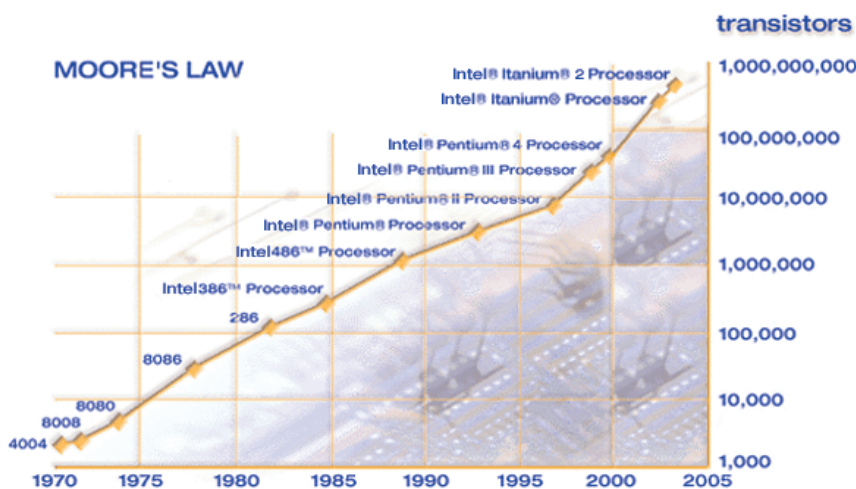 transistors
MOORE'S LAW
1,000,000,000
Intel® Itanium® 2 Processor
Intel® Itanium® Processor
100,000,000
Intel® Pentium® 4 Processor
Intel® Pentium® III Processor
10,000,000
Intel® Pentium® II Processor
Intel® Pentium® Processor
Intel486™ Processor
1,000,000
Intel386™ Processor
286
100,000
8086
10,000
8080
8008
4004
1,000
1970 1975 1980 1985 1990 1995 2000 2005